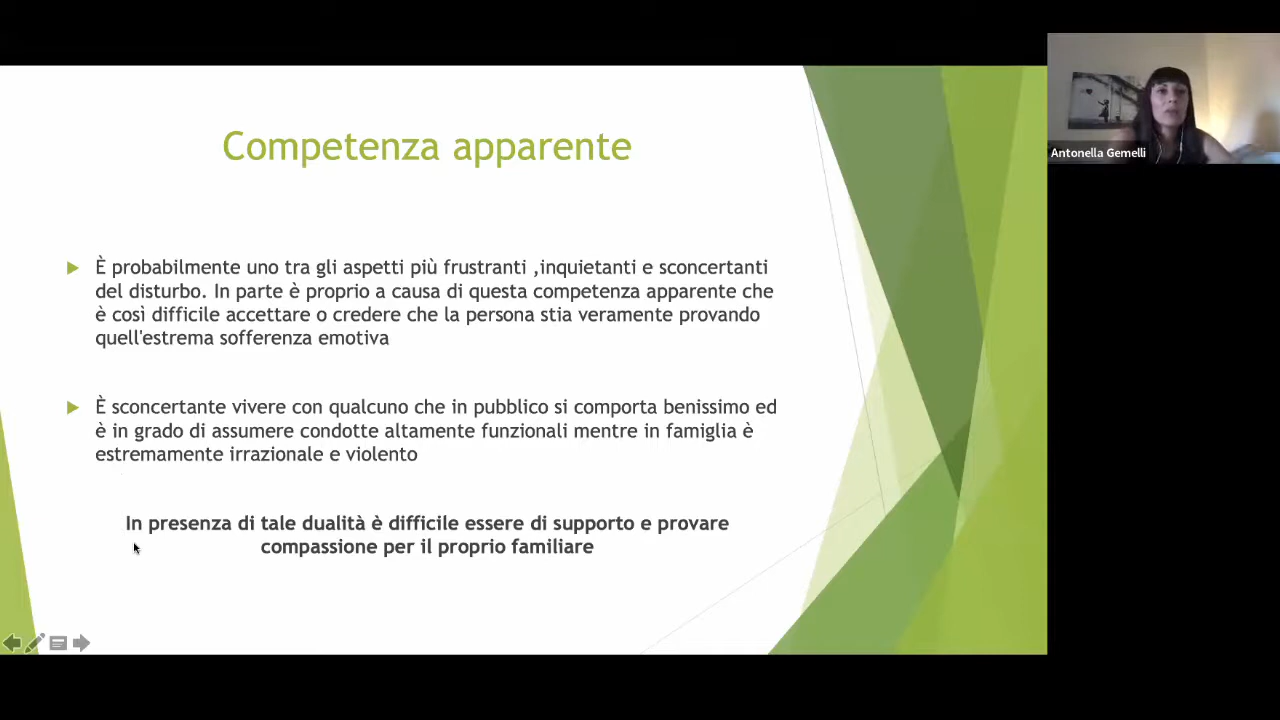 Competenza apparente
È probabilmente uno tra gli aspetti più frustranti ,inquietanti e sconcertanti
del disturbo. In parte è proprio a causa di questa competenza apparente che
è così difficile accettare o credere che la persona stia veramente provando
quell'estrema sofferenza emotiva
È sconcertante vivere con qualcuno che in pubblico si comporta benissimo ed
è in grado di assumere condotte altamente funzionali mentre in famiglia è
estremamente irrazionale e violento
In presenza di tale dualità è difficile essere di supporto e provare
compassione per il proprio familiare
Antonella Gemelli